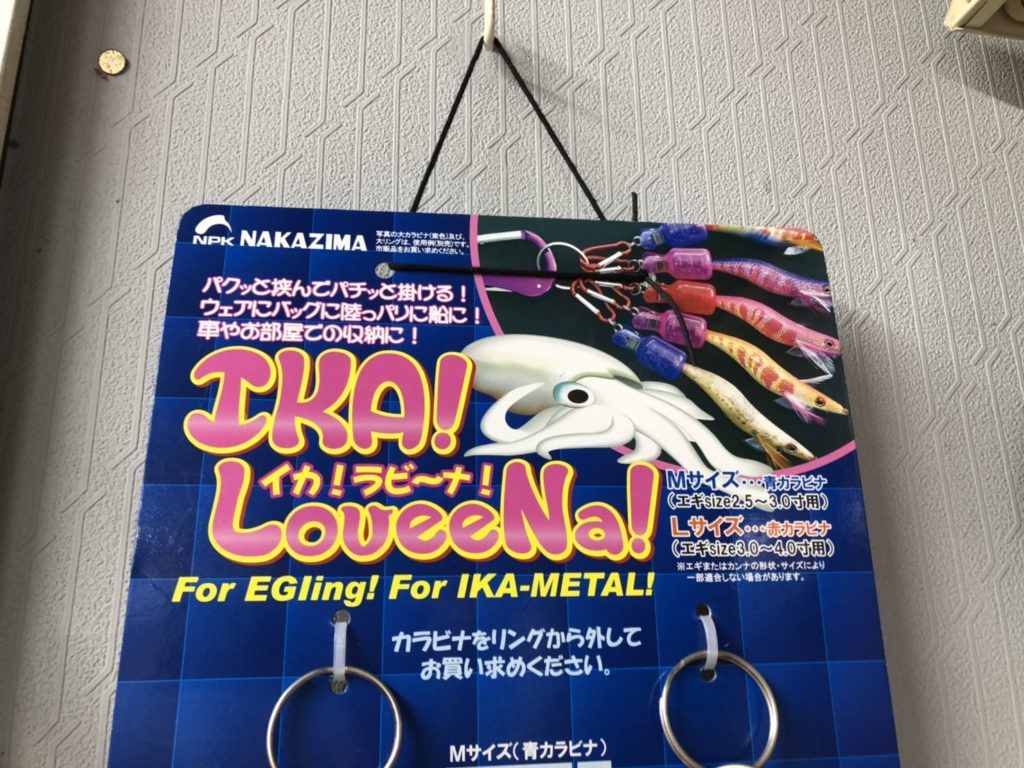 NPK NAKAZIMA
写真の大カラビナ(紫色)及び、
大リングは、使用例(別売)です。
市販品をお買い求めください。
パクッと挟んでパチッと掛ける！
ウェアにバッグに陸っパリに船に！
車やお部屋での収納に！
IKA!
イカ！ラビ〜ナ！
LoveeNa!
For EGIing! For IKA-METAL!
Mサイズ・・・青カラビナ
(エギsize2.5〜3.0寸用)
Lサイズ・・・赤カラビナ
(エギsize3.0〜4.0寸用)
※エギまたはカンナの形状・サイズにより
一部適合しない場合があります。
カラビナをリングから外して
お買い求めください。
Mサイズ(青カラビナ)